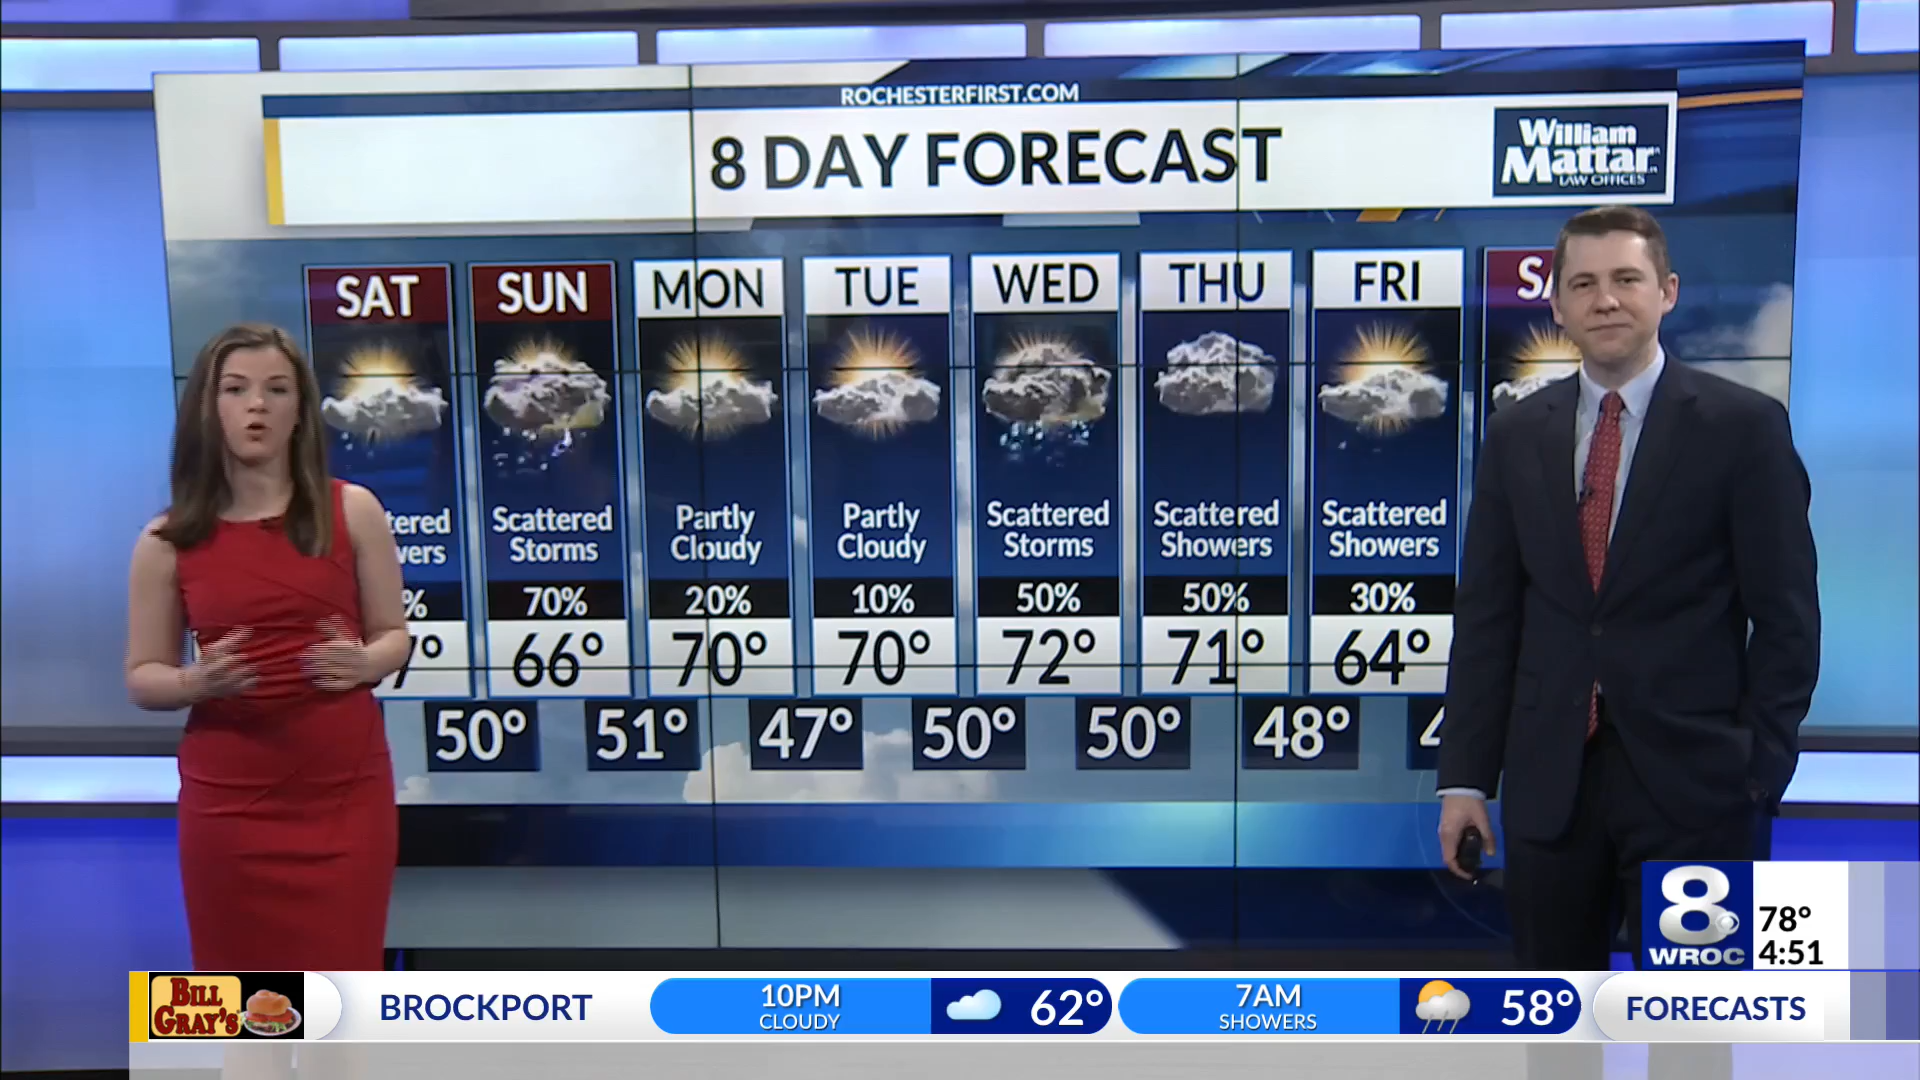 ROCHESTERFIRST.COM
8 DAY FORECAST
William
Mattar
LAW OFFICES
SAT SUN MON TUE WED THU FRI
Scattered Partly Partly Scattered Scattered Scattered
Storms Cloudy Cloudy Storms Showers Showers
70% 20% 10% 50% 50% 30%
66° 70° 70° 72° 71° 64°
50° 51° 47° 50° 50° 48°
8
WROC
78°
4:51
BILL
GRAY'S
BROCKPORT
10PM
CLOUDY
62°
7AM
SHOWERS
58°
FORECASTS